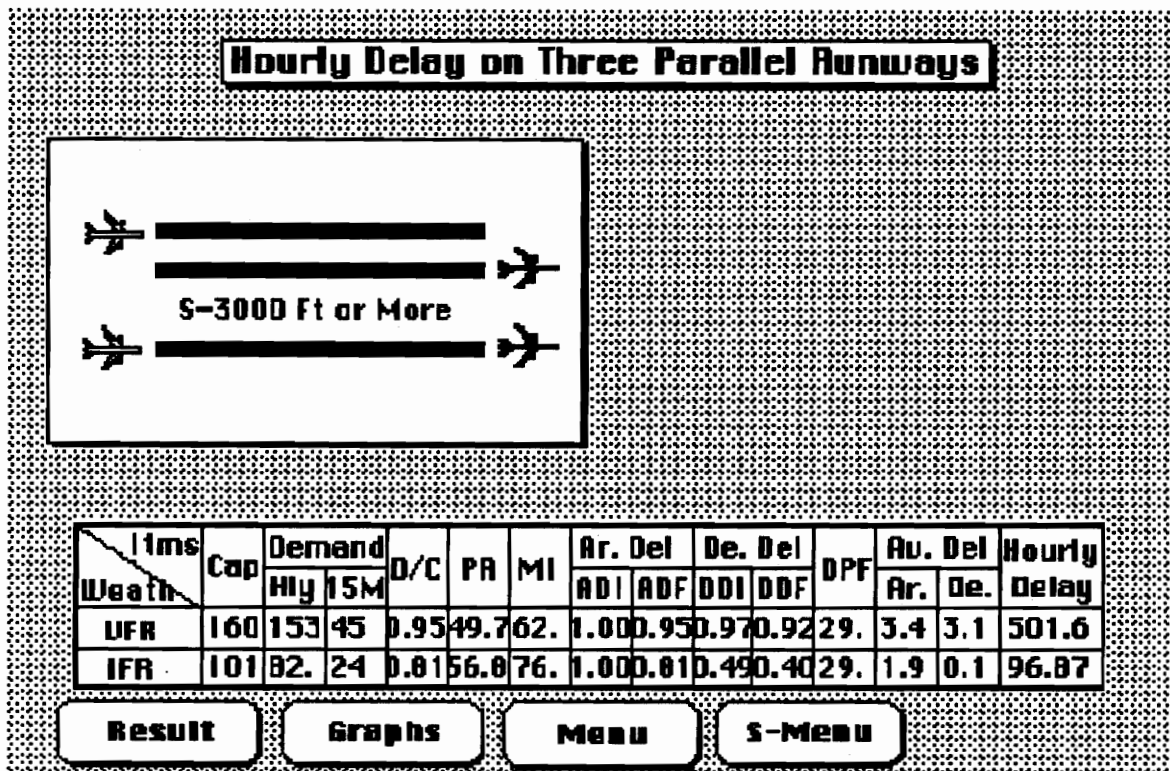 Hourly Delay on Three Parallel Runways
S-3000 Ft or More
Itms
Weath
Cap
Demand
Hly 15M
D/C
PA
MI
Ar. Del
ADI ADF
De. Del
DDI DDF
DPF
Av. Del
Ar. De.
Hourly
Delay
VFR 160 153 45 0.95 49.7 62. 1.00 0.95 0.97 0.92 29. 3.4 3.1 501.6
IFR 101 82. 24 0.81 56.8 76. 1.00 0.81 0.49 0.40 29. 1.9 0.1 96.87
Result Graphs Menu S-Menu